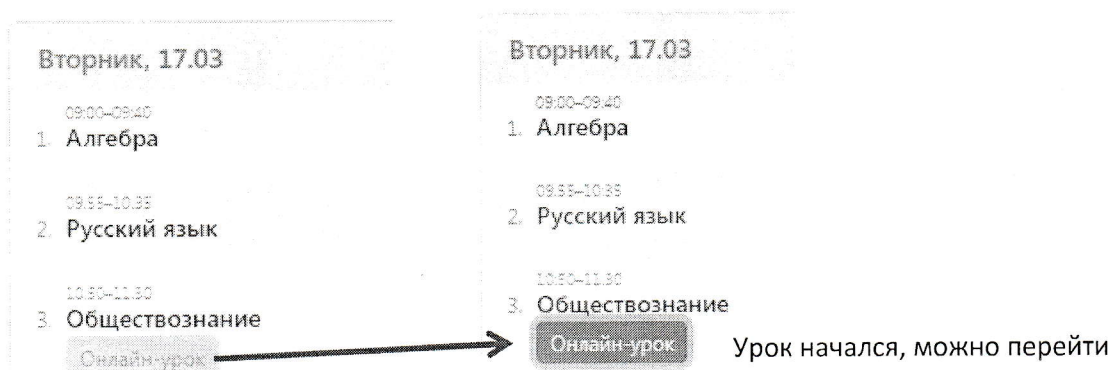 Вторник, 17.03
09:00–09:40
1. Алгебра
09:55–10:35
2. Русский язык
10:50–11:30
3. Обществознание
Онлайн-урок
Вторник, 17.03
09:00–09:40
1. Алгебра
09:55–10:35
2. Русский язык
10:50–11:30
3. Обществознание
Онлайн-урок
Урок начался, можно перейти